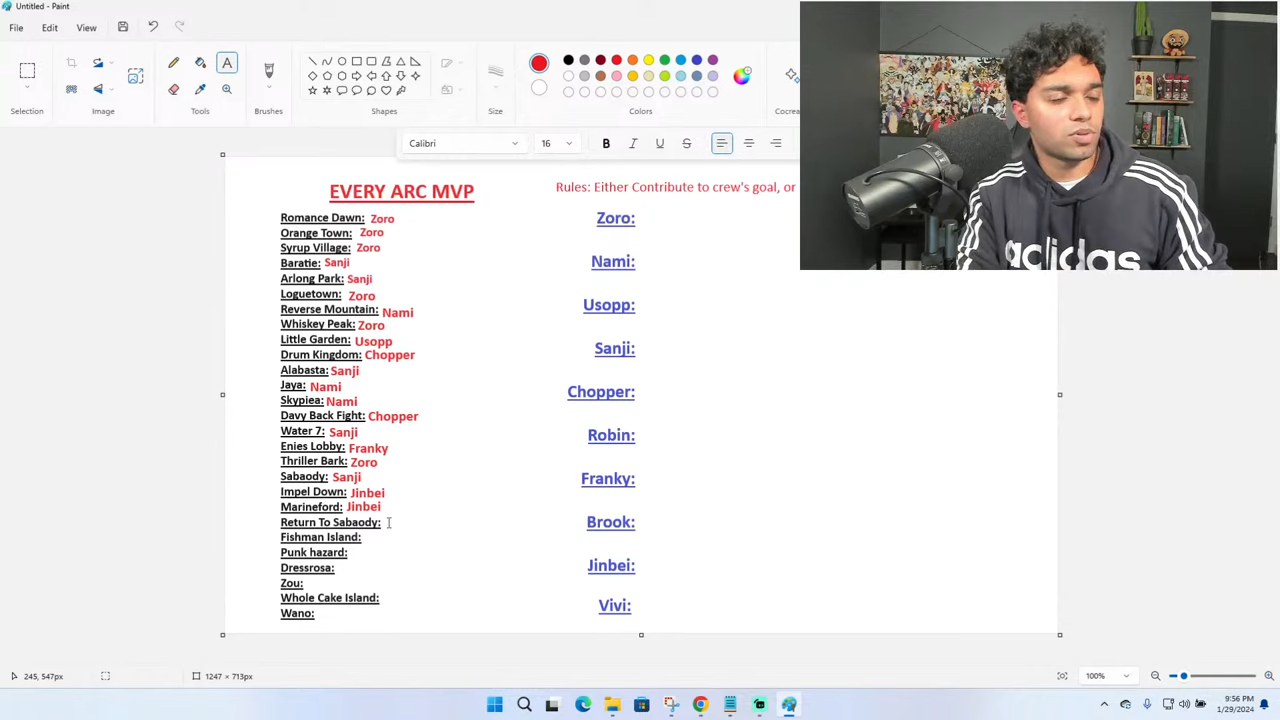 Untitled - Paint
File
Edit
View
Selection
Image
Tools
Brushes
Shapes
Size
Colors
Calibri
16
B
I
U
S
EVERY ARC MVP
Rules: Either Contribute to crew's goal, or
Romance Dawn: Zoro
Orange Town: Zoro
Syrup Village: Zoro
Baratie: Sanji
Arlong Park: Sanji
Loguetown: Zoro
Reverse Mountain: Nami
Whiskey Peak: Zoro
Little Garden: Usopp
Drum Kingdom: Chopper
Alabasta: Sanji
Jaya: Nami
Skypiea: Nami
Davy Back Fight: Chopper
Water 7: Sanji
Enies Lobby: Franky
Thriller Bark: Zoro
Sabaody: Sanji
Impel Down: Jinbei
Marineford: Jinbei
Return To Sabaody:
Fishman Island:
Punk hazard:
Dressrosa:
Zou:
Whole Cake Island:
Wano:
Zoro:
Nami:
Usopp:
Sanji:
Chopper:
Robin:
Franky:
Brook:
Jinbei:
Vivi:
adidas
245, 547px
1247 × 713px
100%
9:56 PM
1/29/2024